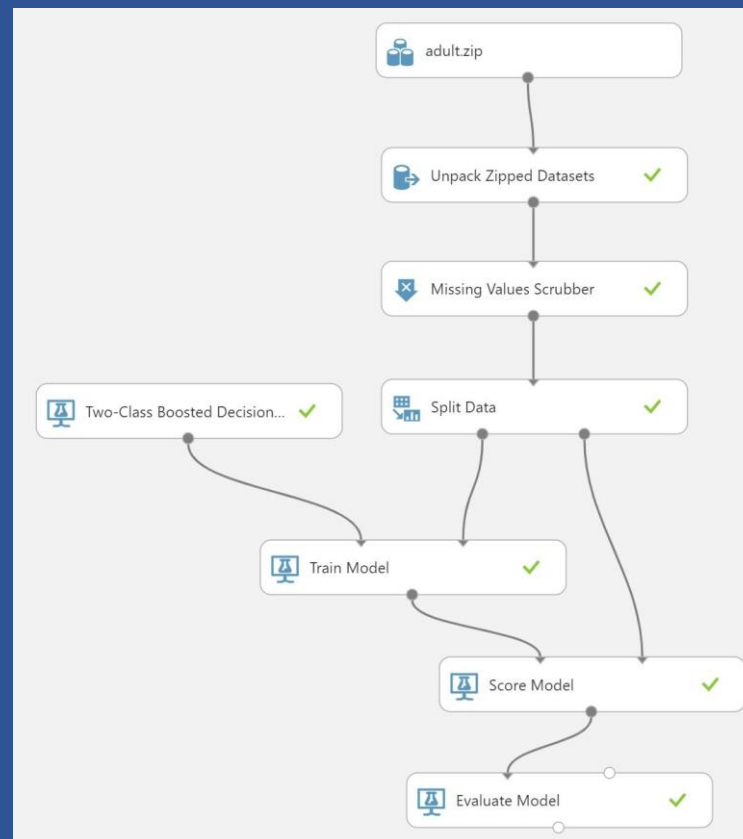 adult.zip
Unpack Zipped Datasets
Missing Values Scrubber
Two-Class Boosted Decision...
Split Data
Train Model
Score Model
Evaluate Model